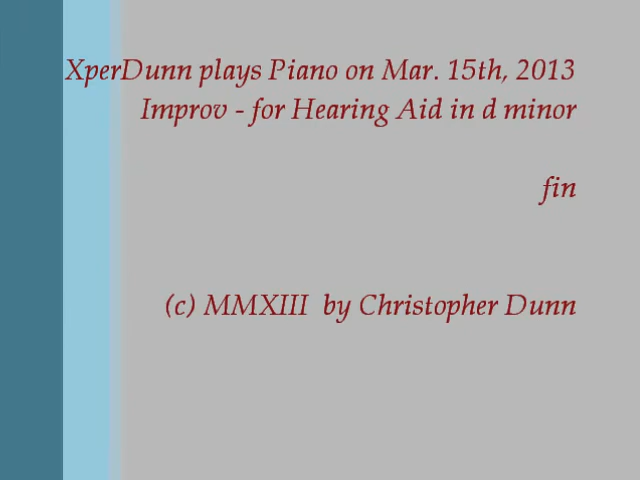 XperDunn plays Piano on Mar. 15th, 2013
Improv - for Hearing Aid in d minor
fin
(c) MMXIII  by Christopher Dunn